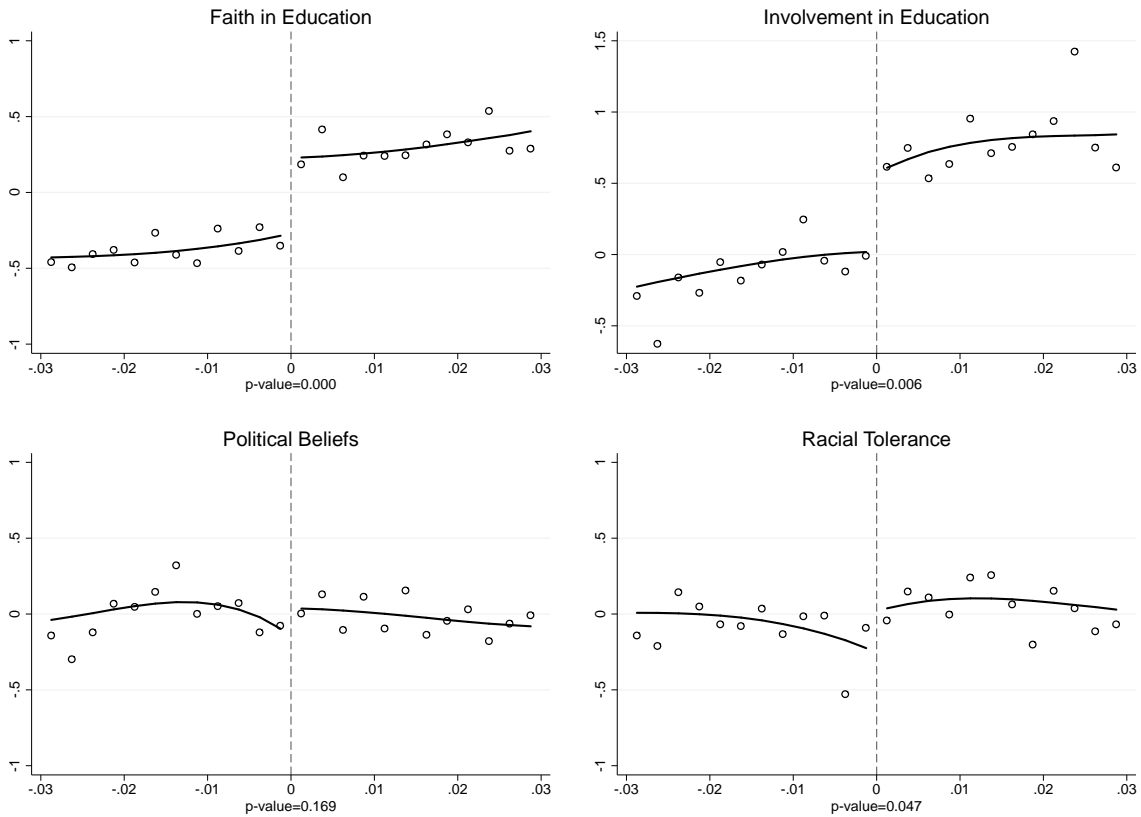 Faith in Education
1
.5
0
-.5
-1
-.03 -.02 -.01 0 .01 .02 .03
p-value=0.000
Involvement in Education
1.5
1
.5
0
-.5
-.03 -.02 -.01 0 .01 .02 .03
p-value=0.006
Political Beliefs
1
.5
0
-.5
-1
-.03 -.02 -.01 0 .01 .02 .03
p-value=0.169
Racial Tolerance
1
.5
0
-.5
-1
-.03 -.02 -.01 0 .01 .02 .03
p-value=0.047